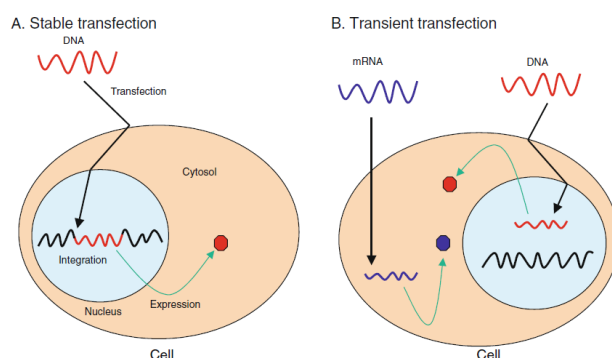 A. Stable transfection
DNA
Transfection
Cytosol
Integration
Expression
Nucleus
Cell
B. Transient transfection
mRNA
DNA
Cell